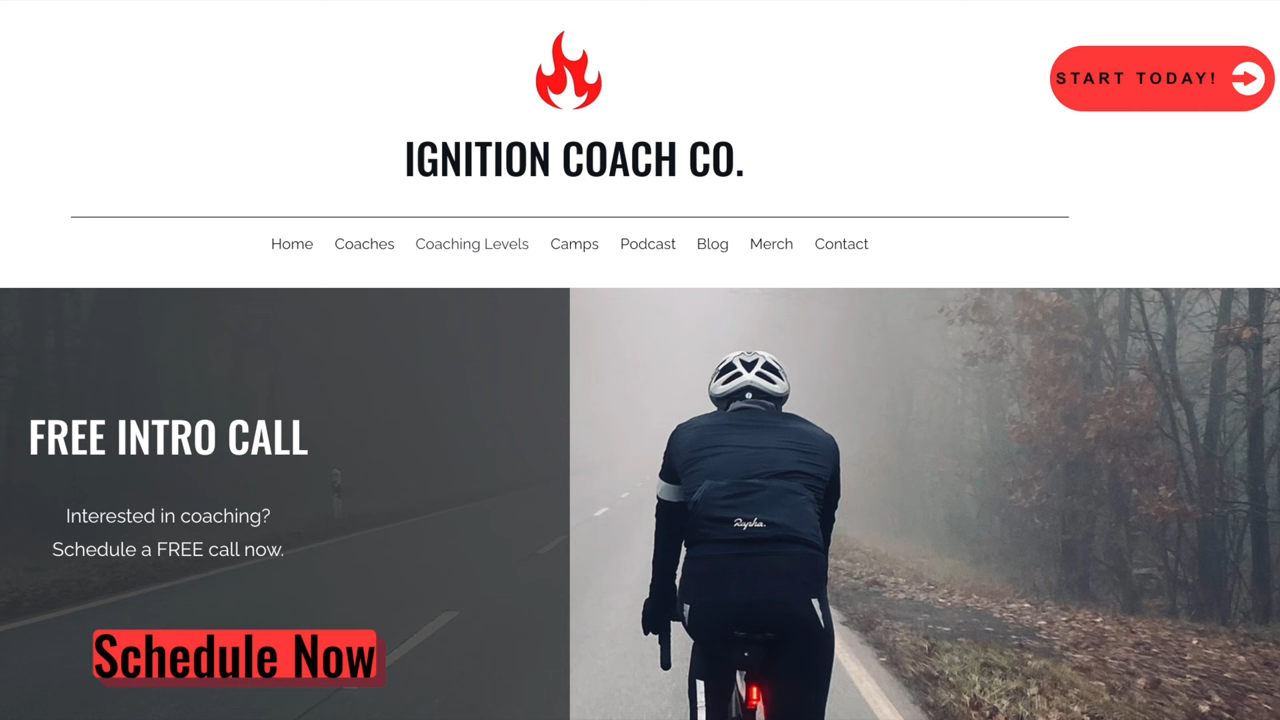 START TODAY!
IGNITION COACH CO.
Home Coaches Coaching Levels Camps Podcast Blog Merch Contact
FREE INTRO CALL
Interested in coaching?
Schedule a FREE call now.
Rapha.
Schedule Now